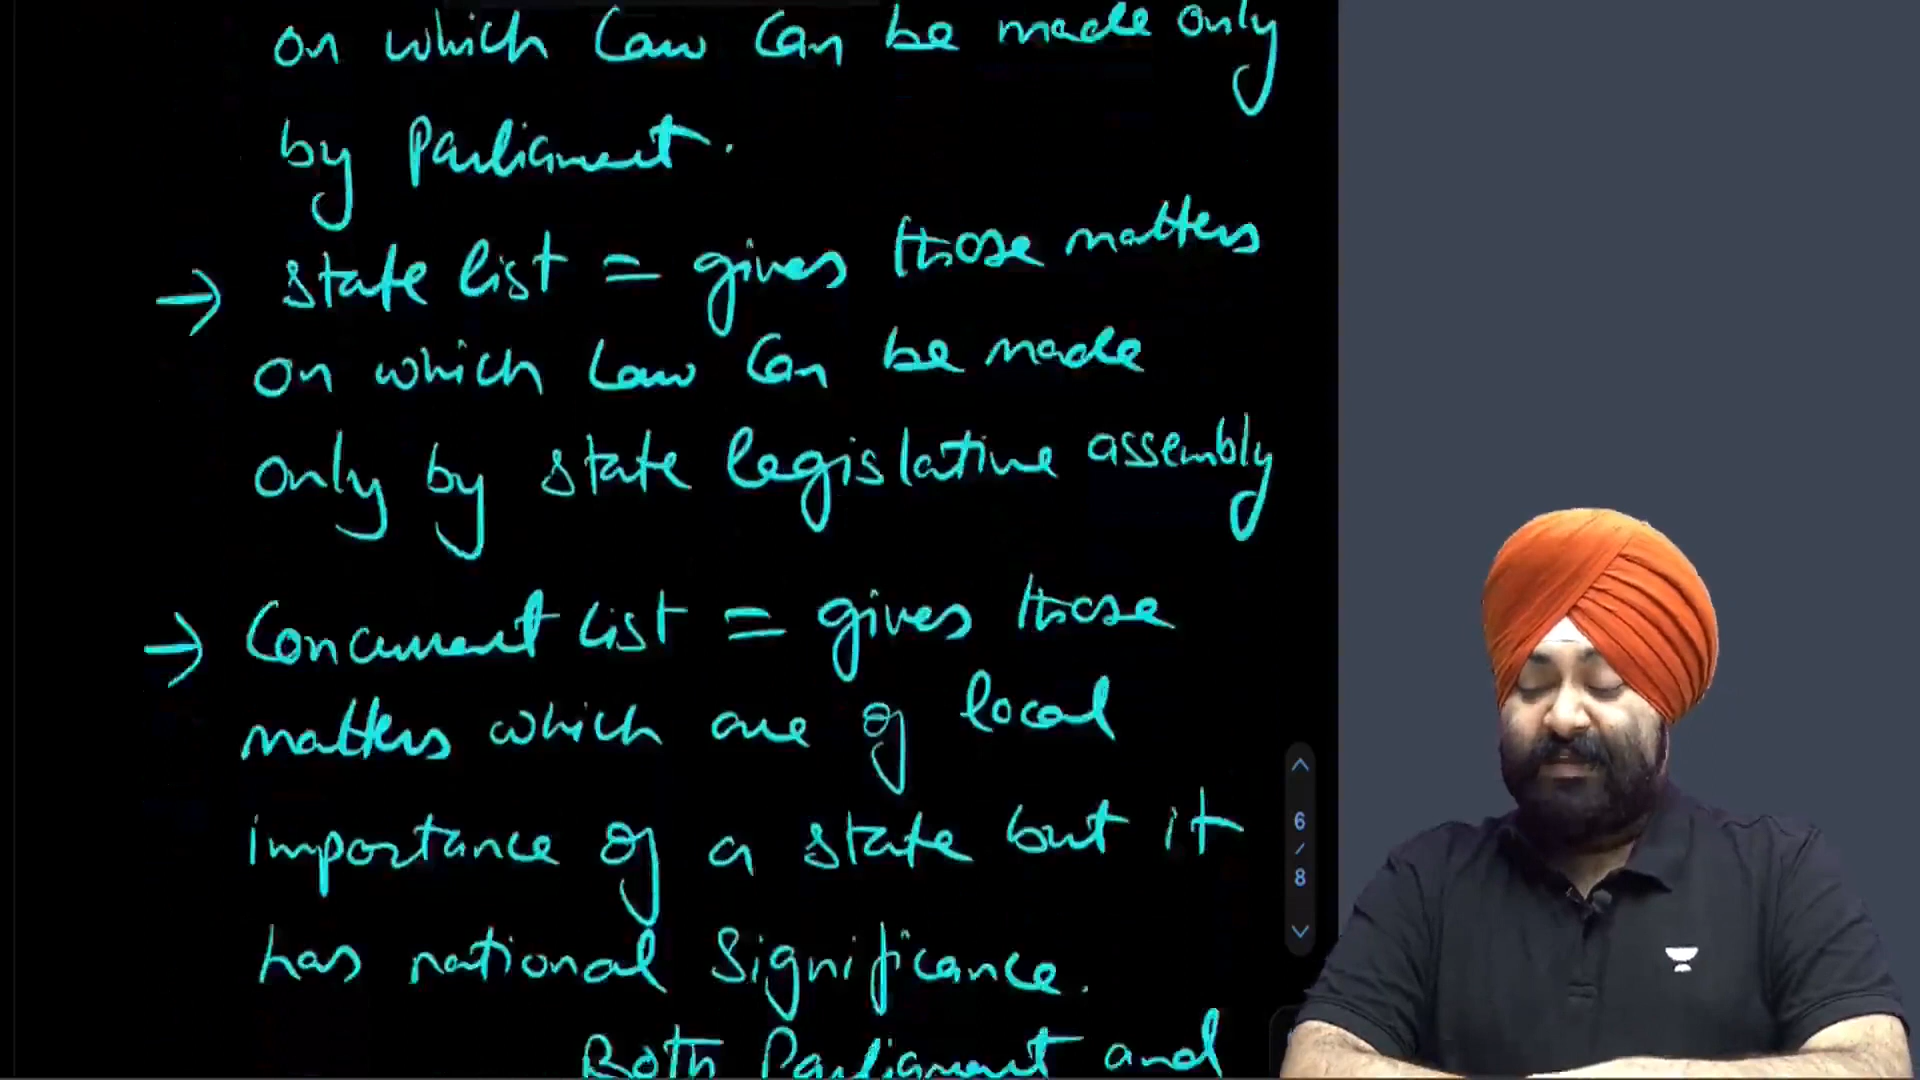 on which Law Can be made only
by Parliament.
→ State list = gives those matters
on which Law Can be made
only by state legislative assembly
→ Concurrent list = gives those
matters which are of local
importance of a state but it
has national Significance.
Both Parliament and
6
/
8